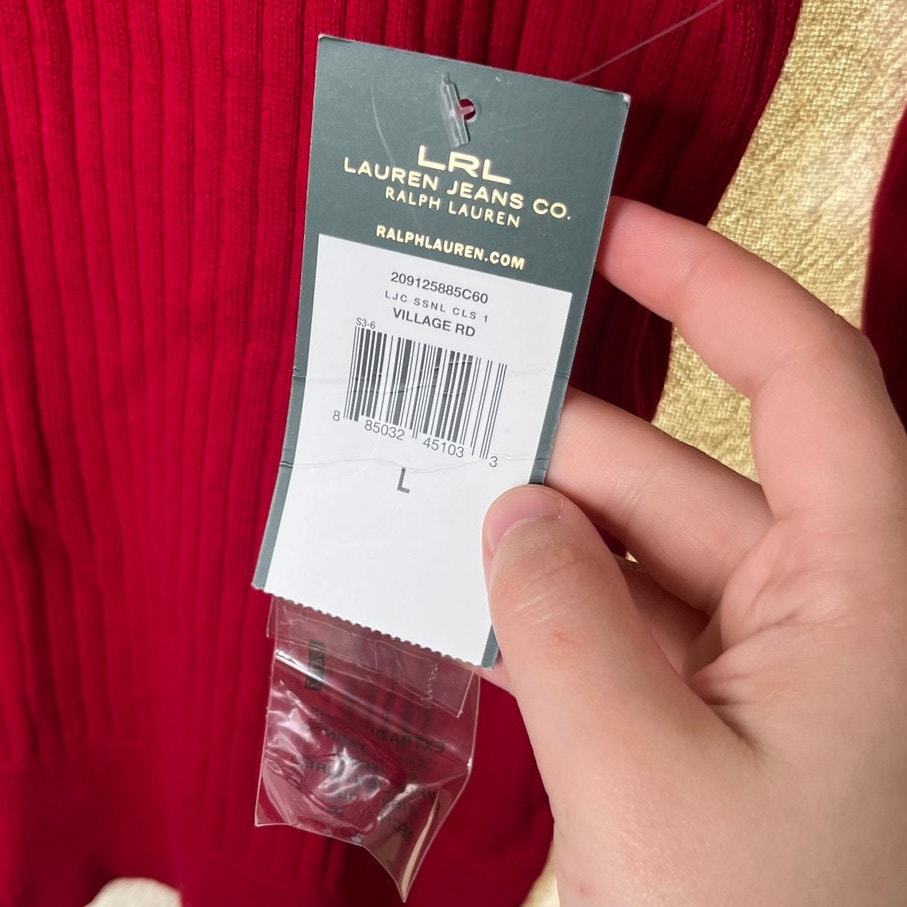 LRL
LAUREN JEANS CO.
RALPH LAUREN
RALPHLAUREN.COM
209125885C60
LJC SSNL CLS 1
VILLAGE RD
S3-6
8 85032 45103 3
L